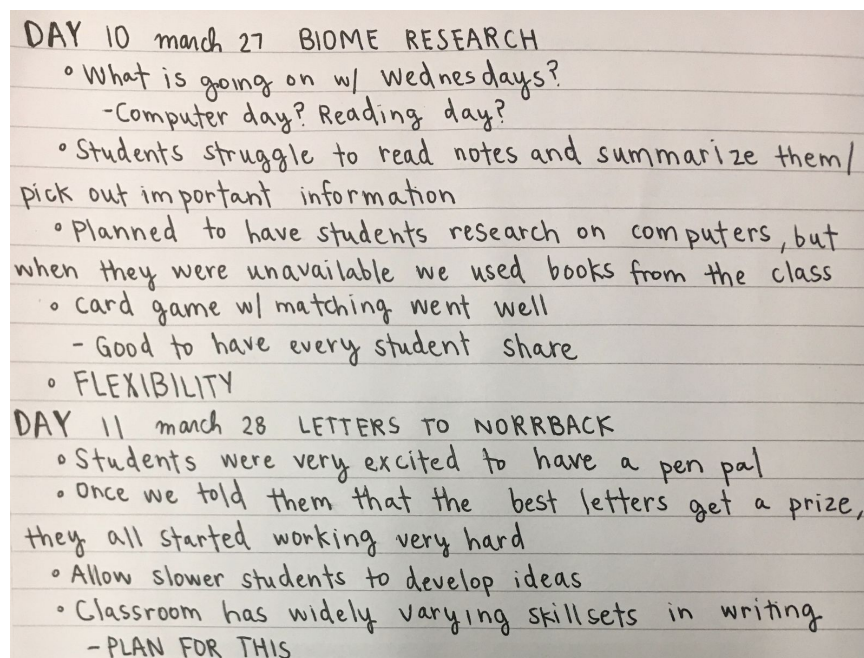 DAY 10 march 27 BIOME RESEARCH
• What is going on w/ Wednesdays?
-Computer day? Reading day?
• Students struggle to read notes and summarize them/
pick out important information
• Planned to have students research on computers, but
when they were unavailable we used books from the class
• Card game w/ matching went well
- Good to have every student share
• FLEXIBILITY
DAY 11 march 28 LETTERS TO NORRBACK
• Students were very excited to have a pen pal
• Once we told them that the best letters get a prize,
they all started working very hard
• Allow slower students to develop ideas
• Classroom has widely varying skillsets in writing
- PLAN FOR THIS